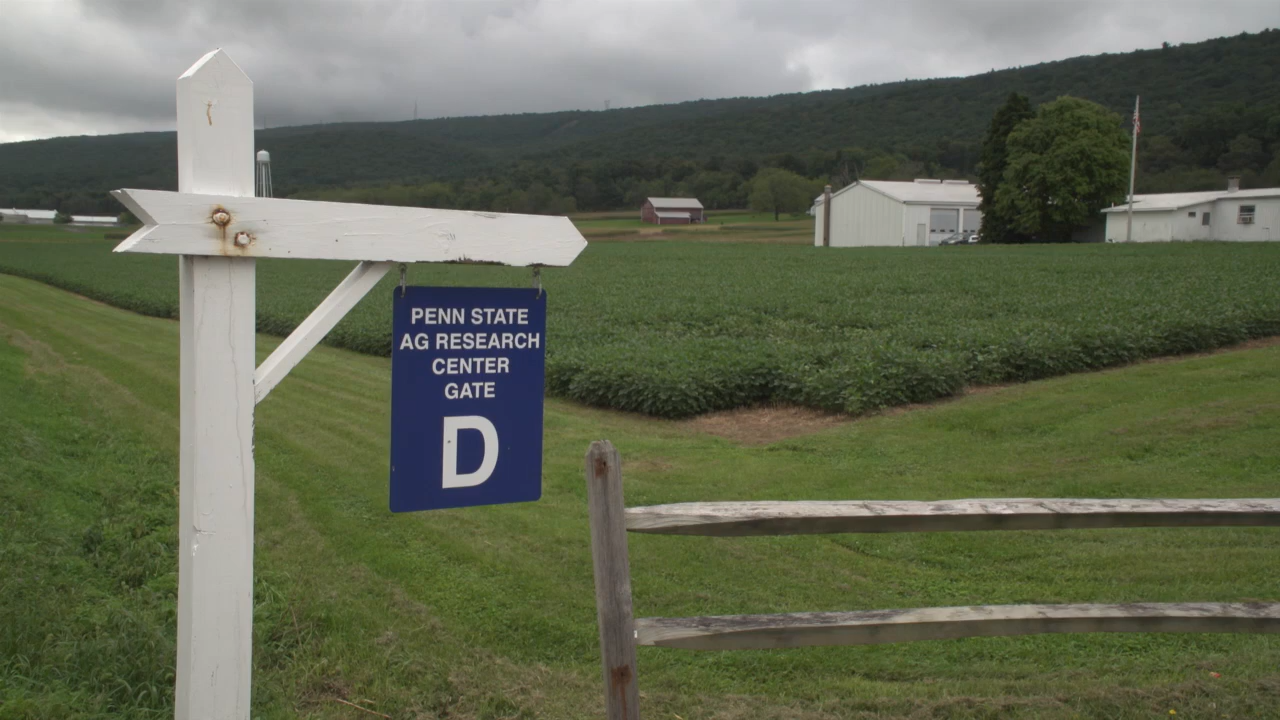 PENN STATE
AG RESEARCH
CENTER
GATE
D